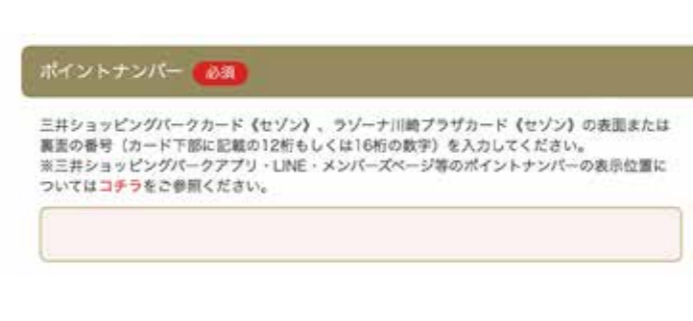 ポイントナンバー 必須
三井ショッピングパークカード《セゾン》、ラゾーナ川崎プラザカード《セゾン》の表面または
裏面の番号（カード下部に記載の12桁もしくは16桁の数字）を入力してください。
※三井ショッピングパークアプリ・LINE・メンバーズページ等のポイントナンバーの表示位置に
ついてはコチラをご参照ください。